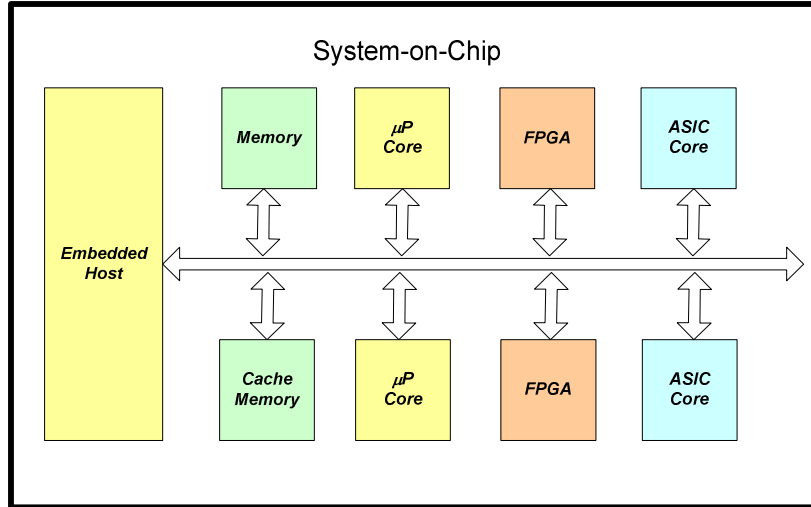 System-on-Chip
Embedded
Host
Memory
μP
Core
FPGA
ASIC
Core
Cache
Memory
μP
Core
FPGA
ASIC
Core